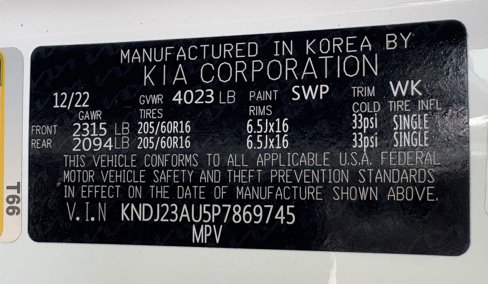 MANUFACTURED IN KOREA BY
KIA CORPORATION
12/22 GVWR 4023 LB PAINT SWP TRIM WK
GAWR TIRES RIMS COLD TIRE INFL
FRONT 2315 LB 205/60R16 6.5Jx16 33psi SINGLE
REAR 2094 LB 205/60R16 6.5Jx16 33psi SINGLE
THIS VEHICLE CONFORMS TO ALL APPLICABLE U.S.A. FEDERAL
MOTOR VEHICLE SAFETY AND THEFT PREVENTION STANDARDS
IN EFFECT ON THE DATE OF MANUFACTURE SHOWN ABOVE.
V.I.N KNDJ23AU5P7869745
MPV
T66